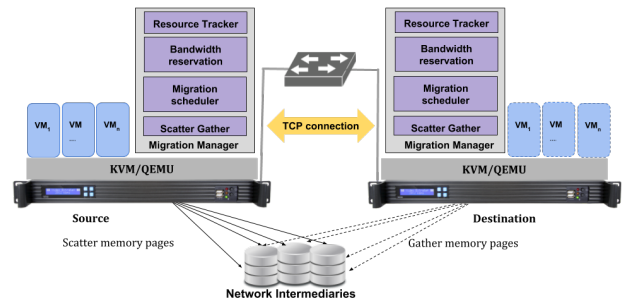 Resource Tracker
Bandwidth
reservation
Migration
scheduler
Scatter Gather
Migration Manager
VM1
VM
....
VMn
KVM/QEMU
Source
Scatter memory pages
TCP connection
Resource Tracker
Bandwidth
reservation
Migration
scheduler
Scatter Gather
Migration Manager
VM1
VM
...
VMn
KVM/QEMU
Destination
Gather memory pages
Network Intermediaries